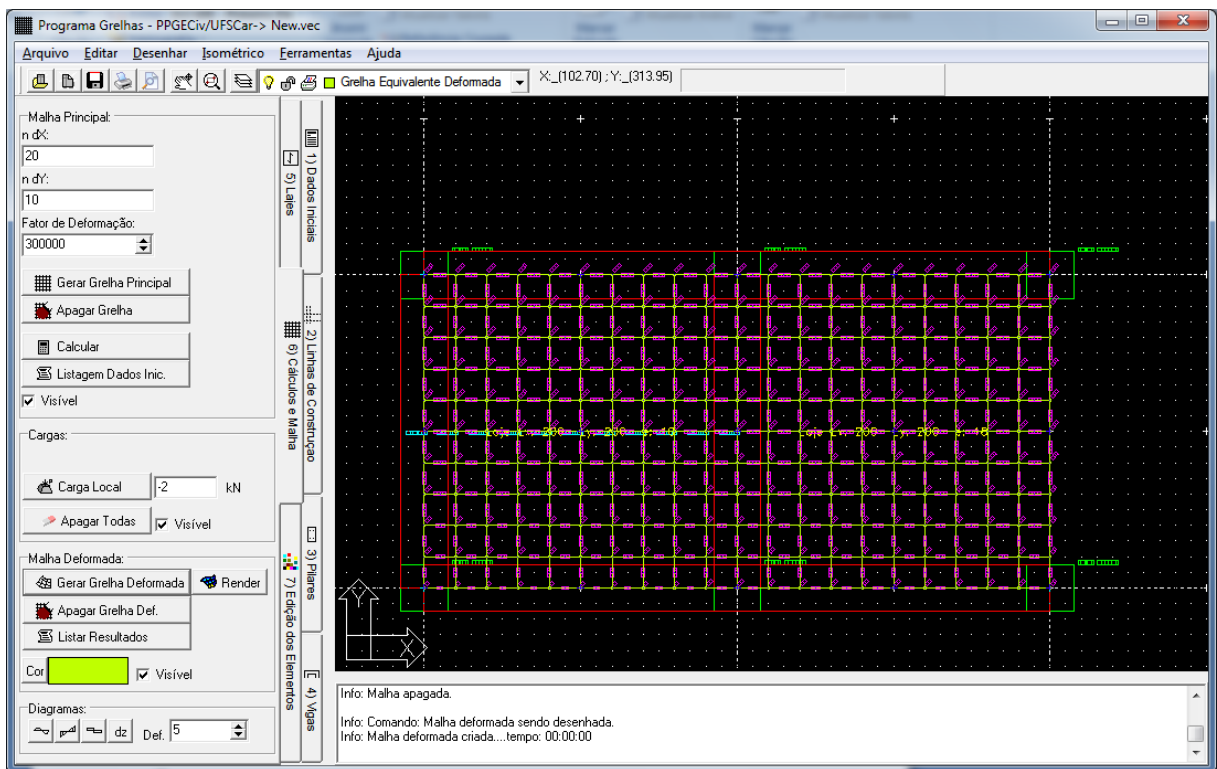 Programa Grelhas - PPGECiv/UFSCar-> New.vec
Arquivo Editar Desenhar Isométrico Ferramentas Ajuda
Grelha Equivalente Deformada
X:_(102.70) ; Y:_(313.95)
Malha Principal:
n dX:
20
n dY:
10
Fator de Deformação:
300000
Gerar Grelha Principal
Apagar Grelha
Calcular
Listagem Dados Inic.
Visível
Cargas:
Carga Local
-2
kN
Apagar Todas
Visível
Malha Deformada:
Gerar Grelha Deformada
Render
Apagar Grelha Def.
Listar Resultados
Cor
Visível
Diagramas:
dz
Def.
5
5) Lajes
6) Cálculos e Malha
7) Edição dos Elementos
1) Dados Iniciais
2) Linhas de Construçao
3) Pilares
4) Vigas
Y
X
Info: Malha apagada.
Info: Comando: Malha deformada sendo desenhada.
Info: Malha deformada criada....tempo: 00:00:00